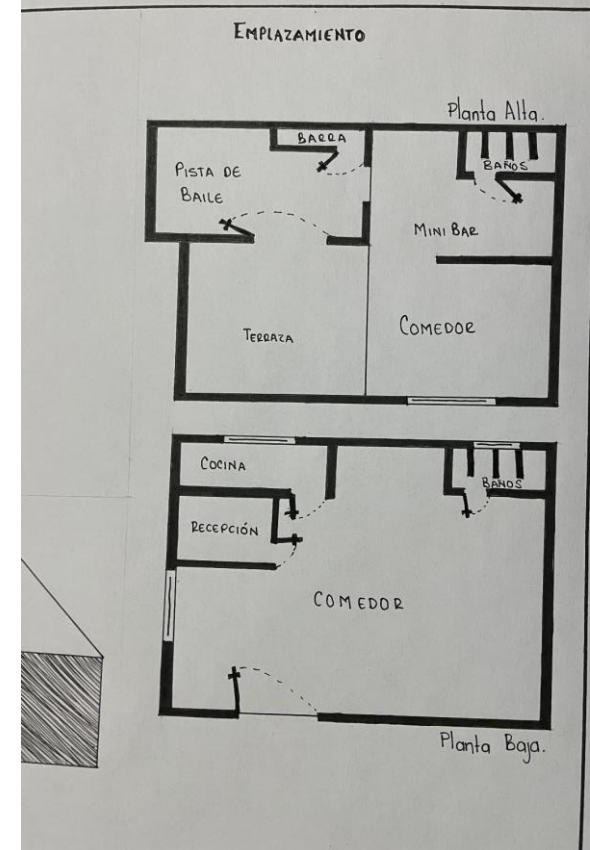 EMPLAZAMIENTO
Planta Alta.
BARRA
BAÑOS
PISTA DE
BAILE
MINI BAR
TERRAZA
COMEDOR
COCINA
BAÑOS
RECEPCIÓN
COMEDOR
Planta Baja.